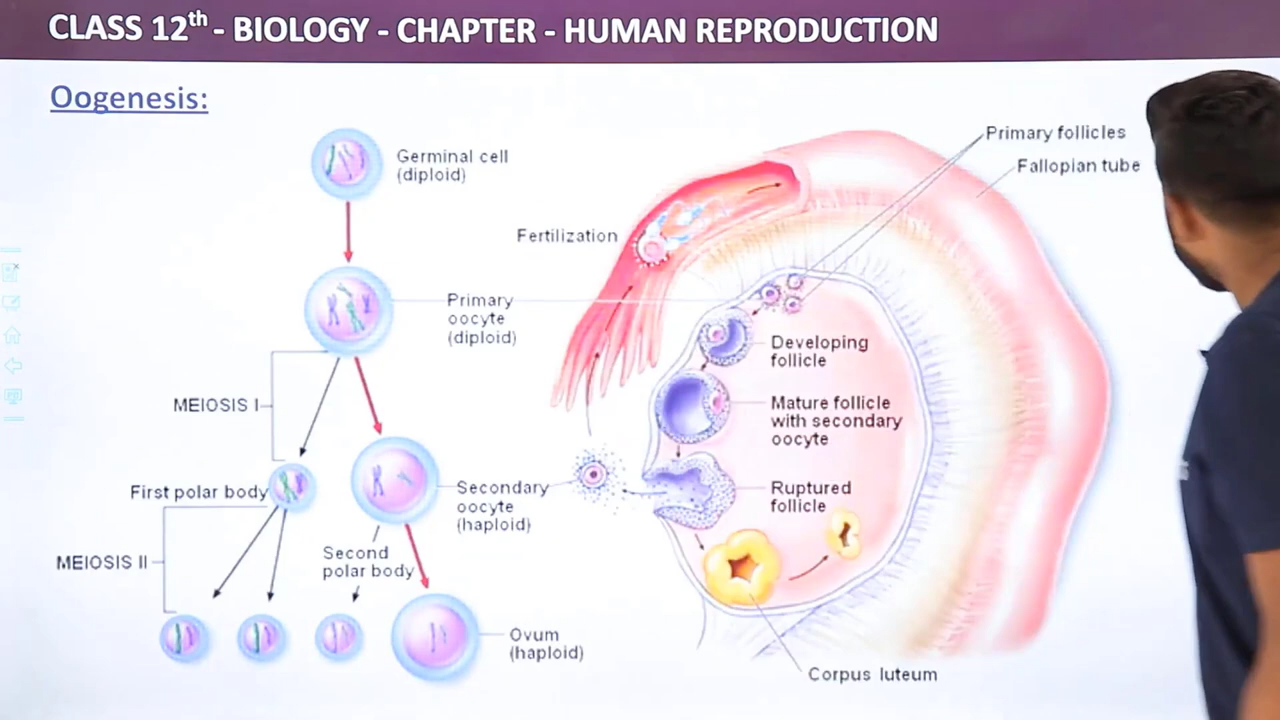 CLASS 12th - BIOLOGY - CHAPTER - HUMAN REPRODUCTION
Oogenesis:
Germinal cell
(diploid)
Primary
oocyte
(diploid)
MEIOSIS I
First polar body
Secondary
oocyte
(haploid)
MEIOSIS II
Second
polar body
Ovum
(haploid)
Primary follicles
Fallopian tube
Fertilization
Developing
follicle
Mature follicle
with secondary
oocyte
Ruptured
follicle
Corpus luteum